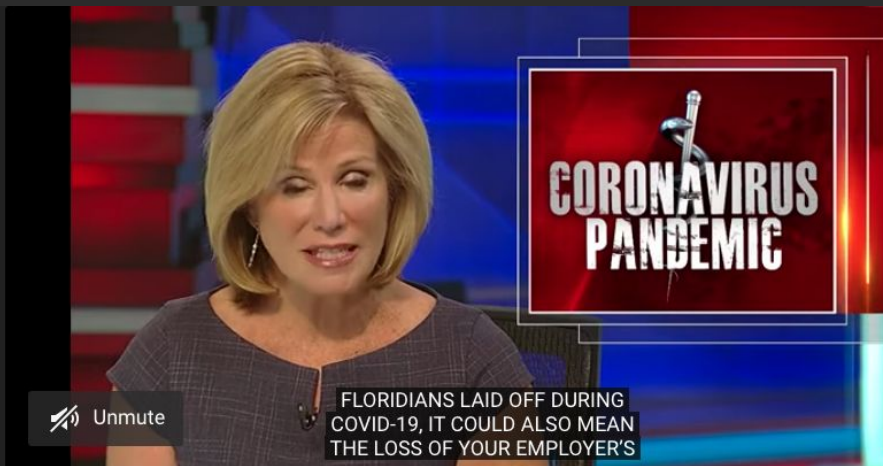 CORONAVIRUS
PANDEMIC
Unmute
FLORIDIANS LAID OFF DURING
COVID-19, IT COULD ALSO MEAN
THE LOSS OF YOUR EMPLOYER'S